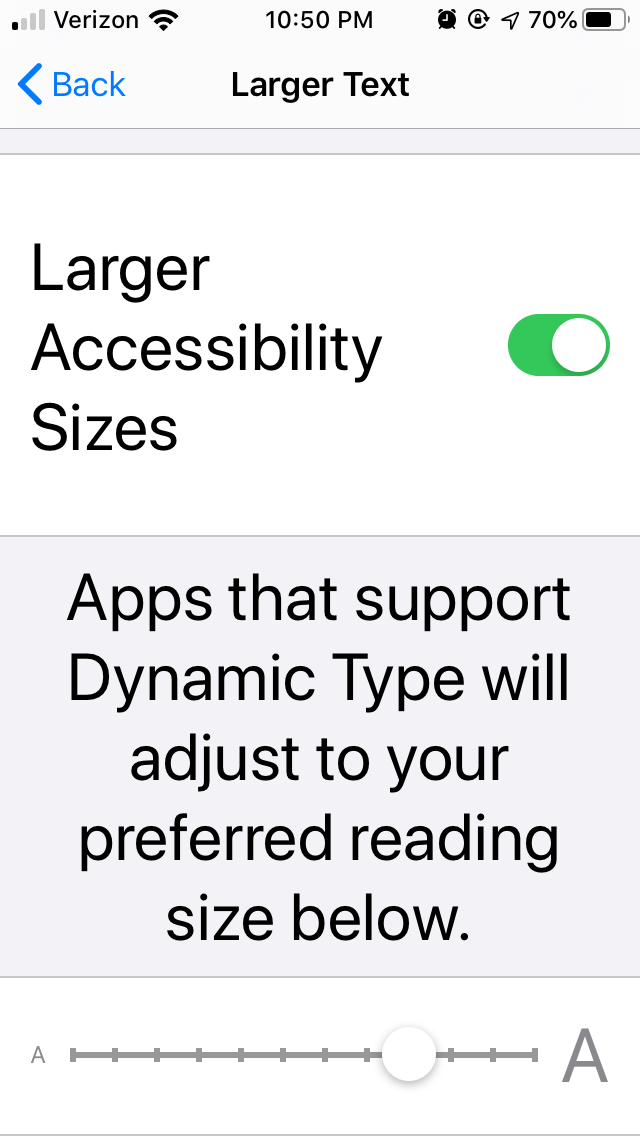 Verizon 10:50 PM 70%
Back Larger Text
Larger
Accessibility
Sizes
Apps that support
Dynamic Type will
adjust to your
preferred reading
size below.
A A